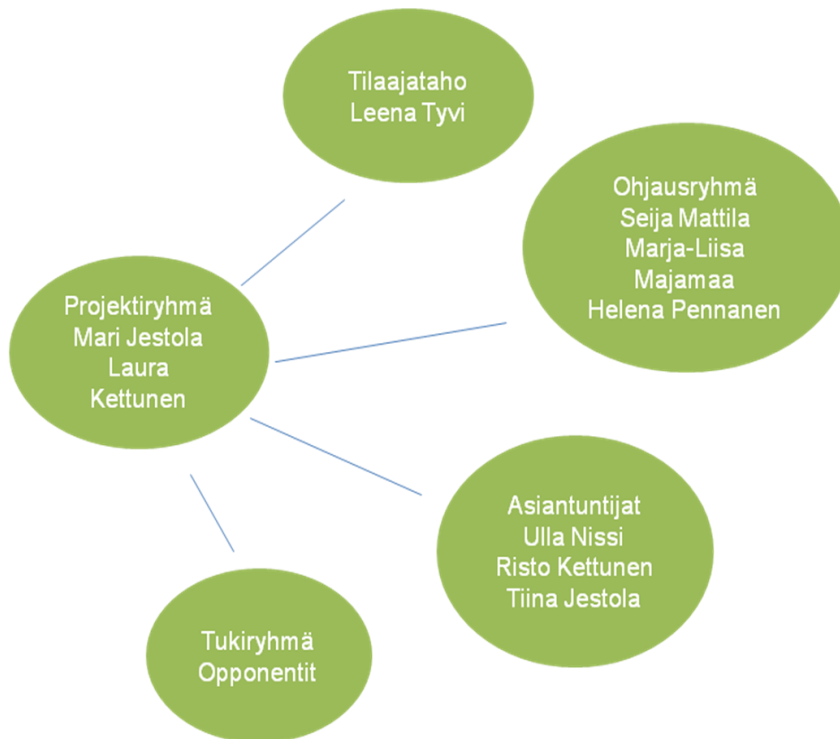 Tilaajataho
Leena Tyvi
Ohjausryhmä
Seija Mattila
Marja-Liisa
Majamaa
Helena Pennanen
Projektiryhmä
Mari Jestola
Laura
Kettunen
Asiantuntijat
Ulla Nissi
Risto Kettunen
Tiina Jestola
Tukiryhmä
Opponentit